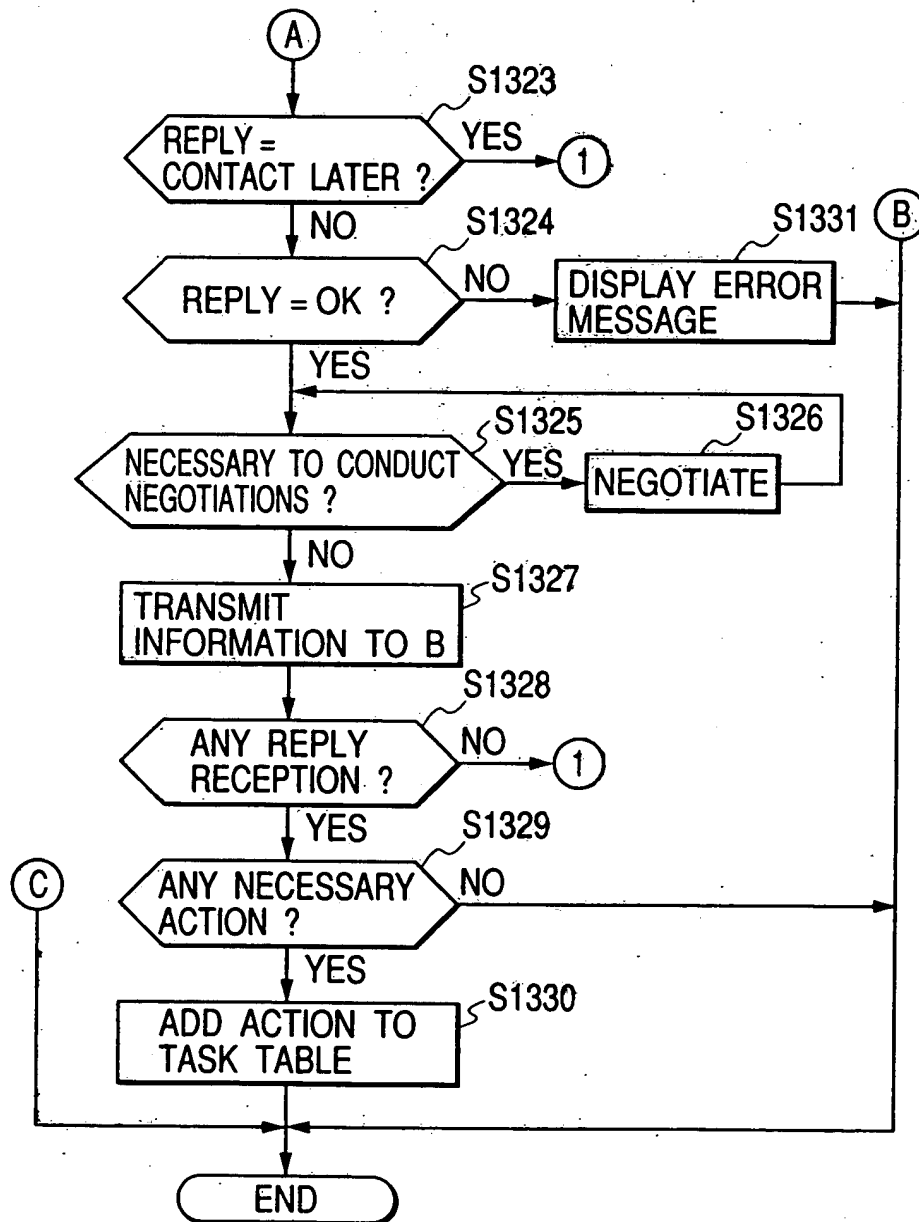 A
S1323
REPLY =
CONTACT LATER ?
YES
1
NO
S1324
REPLY = OK ?
NO
S1331
DISPLAY ERROR
MESSAGE
B
YES
S1325
NECESSARY TO CONDUCT
NEGOTIATIONS ?
YES
S1326
NEGOTIATE
NO
S1327
TRANSMIT
INFORMATION TO B
S1328
ANY REPLY
RECEPTION ?
NO
1
YES
S1329
C
ANY NECESSARY
ACTION ?
NO
YES
S1330
ADD ACTION TO
TASK TABLE
END